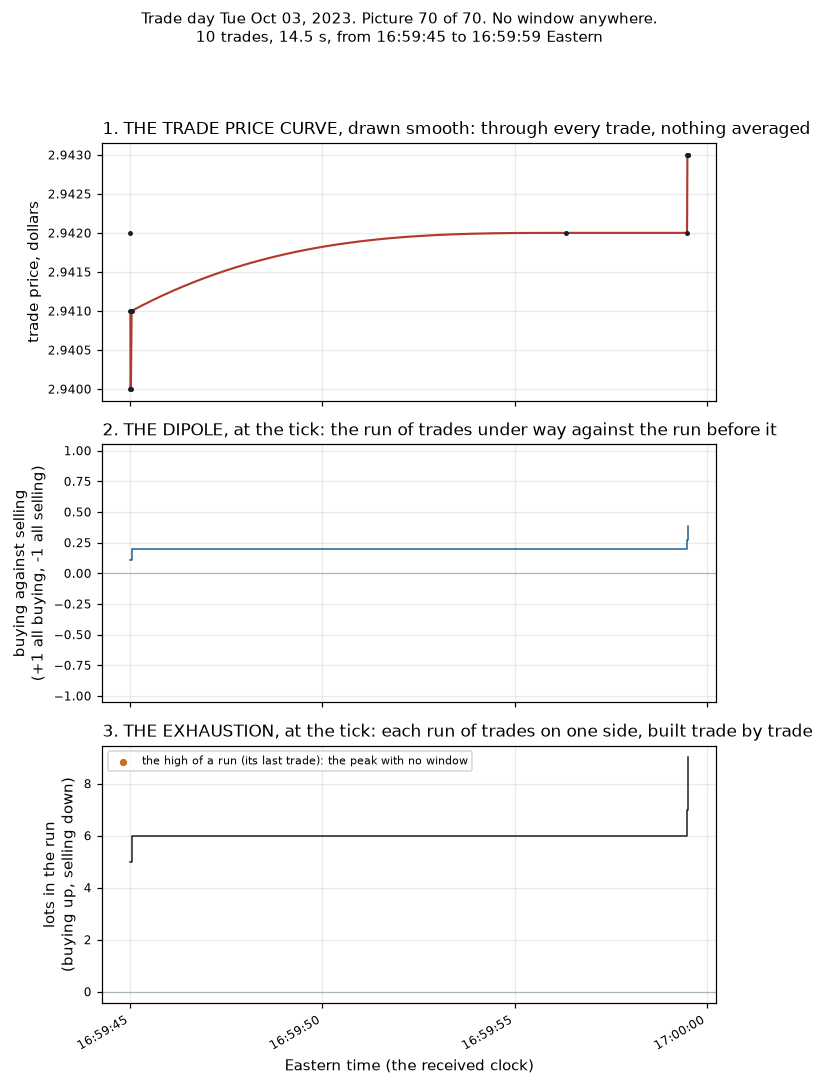 Trade day Tue Oct 03, 2023. Picture 70 of 70. No window anywhere.
10 trades, 14.5 s, from 16:59:45 to 16:59:59 Eastern
1. THE TRADE PRICE CURVE, drawn smooth: through every trade, nothing averaged
trade price, dollars
2.9430
2.9425
2.9420
2.9415
2.9410
2.9405
2.9400
2. THE DIPOLE, at the tick: the run of trades under way against the run before it
buying against selling
(+1 all buying, -1 all selling)
1.00
0.75
0.50
0.25
0.00
−0.25
−0.50
−0.75
−1.00
3. THE EXHAUSTION, at the tick: each run of trades on one side, built trade by trade
the high of a run (its last trade): the peak with no window
lots in the run
(buying up, selling down)
8
6
4
2
0
16:59:45
16:59:50
16:59:55
17:00:00
Eastern time (the received clock)